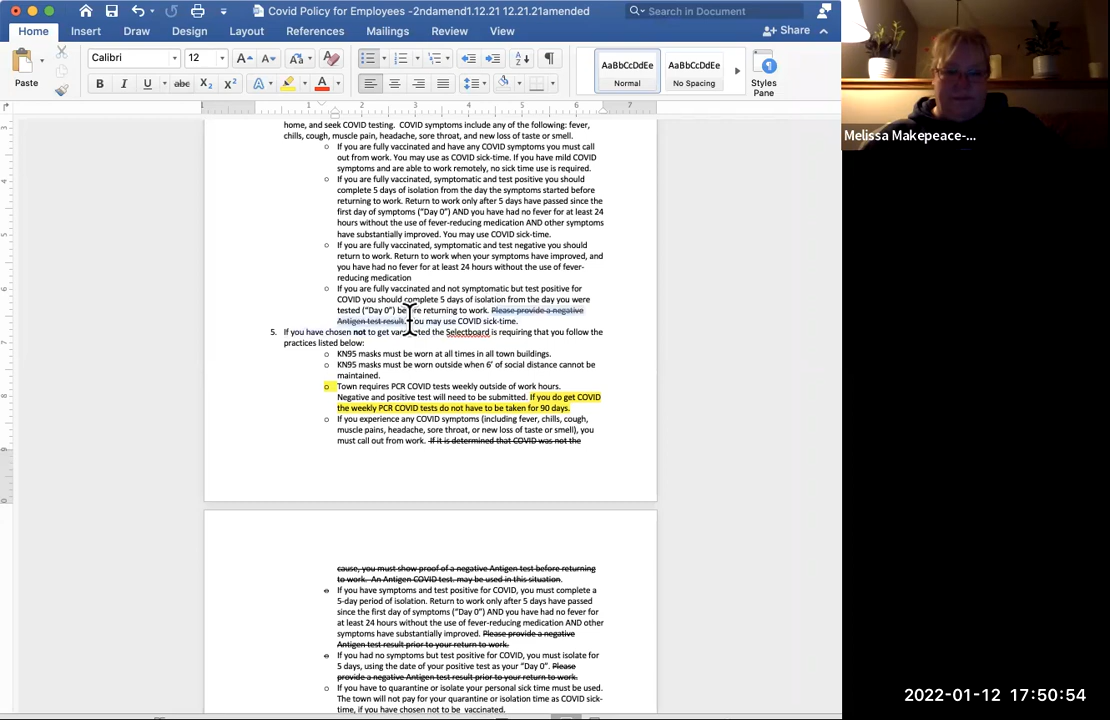 Covid Policy for Employees -2ndamend1.12.21 12.21.21amended
Search in Document
Home Insert Draw Design Layout References Mailings Review View
Share
Paste
Calibri 12
AaBbCcDdEe AaBbCcDdEe
Normal No Spacing
Styles
Pane
1 1 2 3 4 5 6 7
home, and seek COVID testing. COVID symptoms include any of the following: fever,
chills, cough, muscle pain, headache, sore throat, and new loss of taste or smell.
o If you are fully vaccinated and have any COVID symptoms you must call
out from work. You may use as COVID sick-time. If you have mild COVID
symptoms and are able to work remotely, no sick time use is required.
o If you are fully vaccinated, symptomatic and test positive you should
complete 5 days of isolation from the day the symptoms started before
returning to work. Return to work only after 5 days have passed since the
first day of symptoms ("Day 0") AND you have had no fever for at least 24
hours without the use of fever-reducing medication AND other symptoms
have substantially improved. You may use COVID sick-time.
o If you are fully vaccinated, symptomatic and test negative you should
return to work. Return to work when your symptoms have improved, and
you have had no fever for at least 24 hours without the use of fever-
reducing medication
o If you are fully vaccinated and not symptomatic but test positive for
COVID you should complete 5 days of isolation from the day you were
tested ("Day 0") be re returning to work. Please provide a negative
Antigen test result. You may use COVID sick-time.
5. If you have chosen not to get vaccinated the Selectboard is requiring that you follow the
practices listed below:
o KN95 masks must be worn at all times in all town buildings.
o KN95 masks must be worn outside when 6' of social distance cannot be
maintained.
o Town requires PCR COVID tests weekly outside of work hours.
Negative and positive test will need to be submitted. If you do get COVID
the weekly PCR COVID tests do not have to be taken for 90 days.
o If you experience any COVID symptoms (including fever, chills, cough,
muscle pains, headache, sore throat, or new loss of taste or smell), you
must call out from work. If it is determined that COVID was not the
cause, you must show proof of a negative Antigen test before returning
to work. An Antigen COVID test. may be used in this situation.
o If you have symptoms and test positive for COVID, you must complete a
5-day period of isolation. Return to work only after 5 days have passed
since the first day of symptoms ("Day 0") AND you have had no fever for
at least 24 hours without the use of fever-reducing medication AND other
symptoms have substantially improved. Please provide a negative
Antigen test result prior to your return to work.
o If you had no symptoms but test positive for COVID, you must isolate for
5 days, using the date of your positive test as your "Day 0". Please
provide a negative Antigen test result prior to your return to work.
o If you have to quarantine or isolate your personal sick time must be used.
The town will not pay for your quarantine or isolation time as COVID sick-
time, if you have chosen not to be vaccinated.
Melissa Makepeace-...
2022-01-12 17:50:54